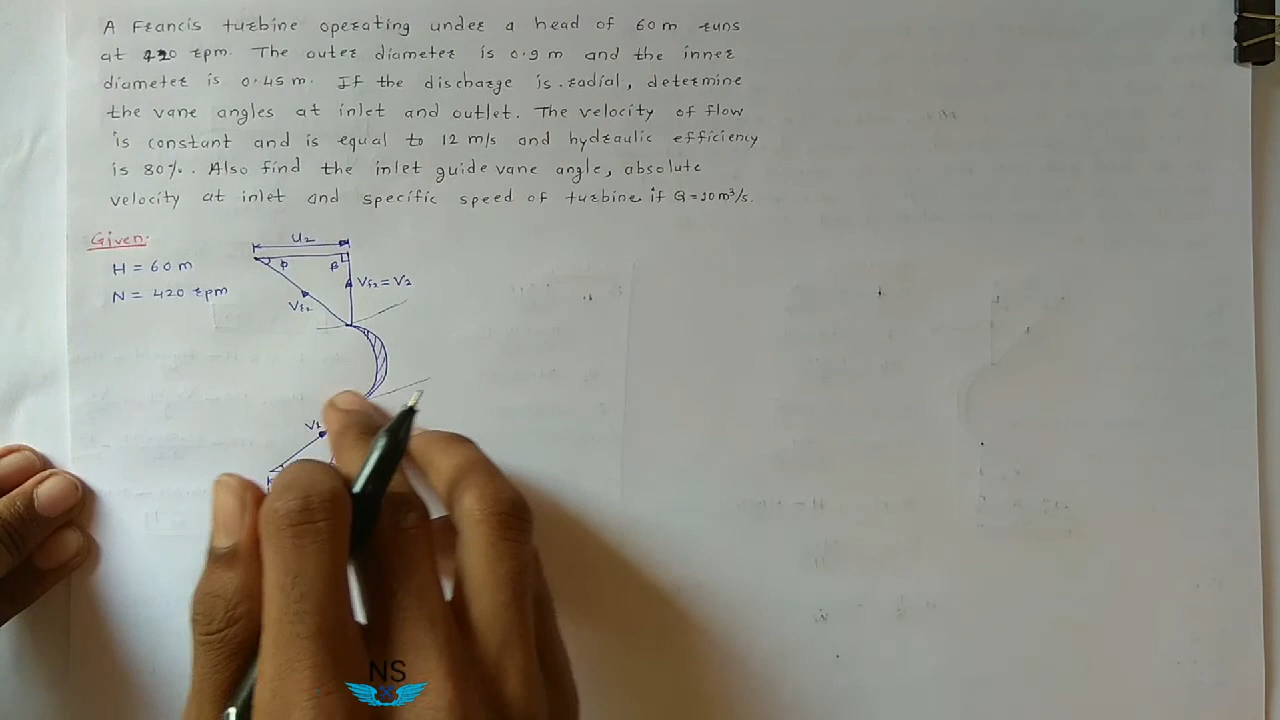 A Francis turbine operating under a head of 60 m runs
at 420 rpm. The outer diameter is 0.9 m and the inner
diameter is 0.45 m. If the discharge is radial, determine
the vane angles at inlet and outlet. The velocity of flow
is constant and is equal to 12 m/s and hydraulic efficiency
is 80%. Also find the inlet guide vane angle, absolute
velocity at inlet and specific speed of turbine if Q = 10 m³/s.
Given:
U2
H = 60 m
ϕ β
Vf2 = V2
N = 420 rpm
Vr2
V1
NS